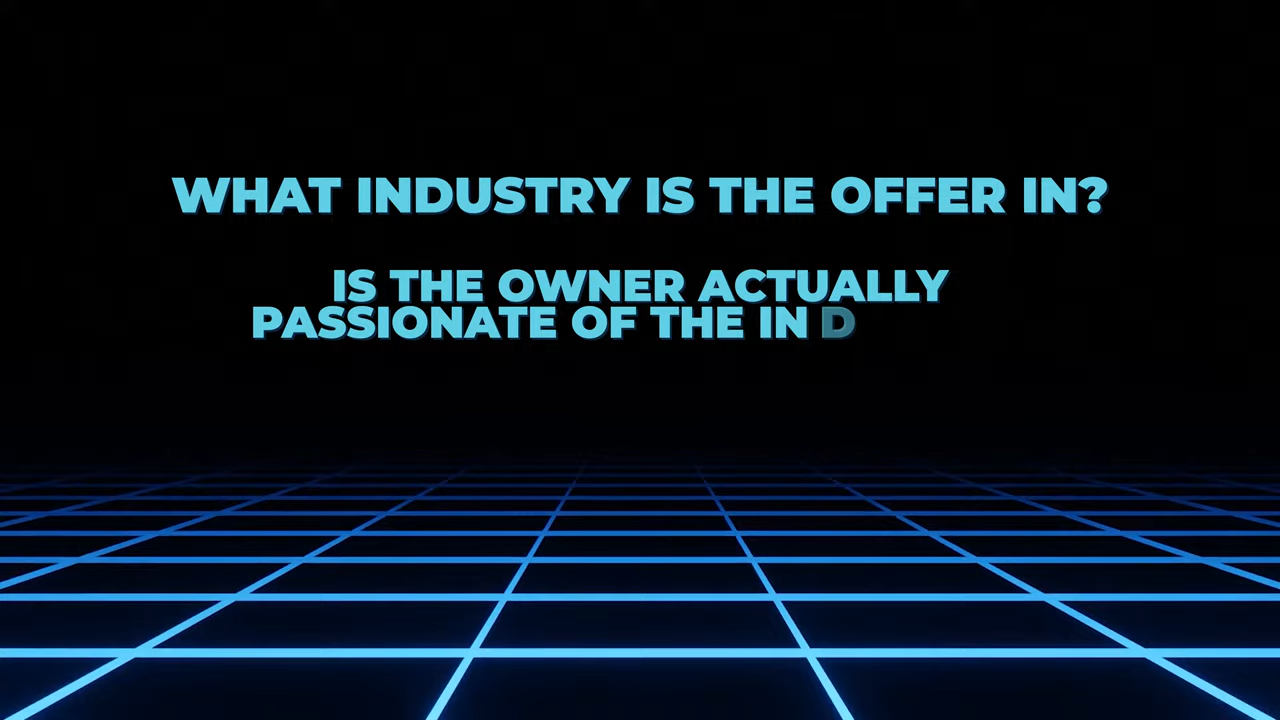 WHAT INDUSTRY IS THE OFFER IN?
IS THE OWNER ACTUALLY
PASSIONATE OF THE IN D